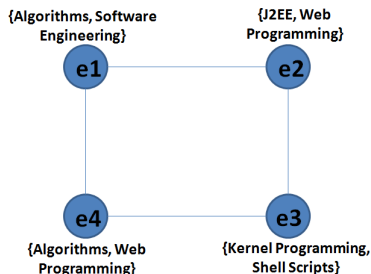 {Algorithms, Software
Engineering}
{J2EE, Web
Programming}
e1
e2
e4
e3
{Algorithms, Web
Programming}
{Kernel Programming,
Shell Scripts}